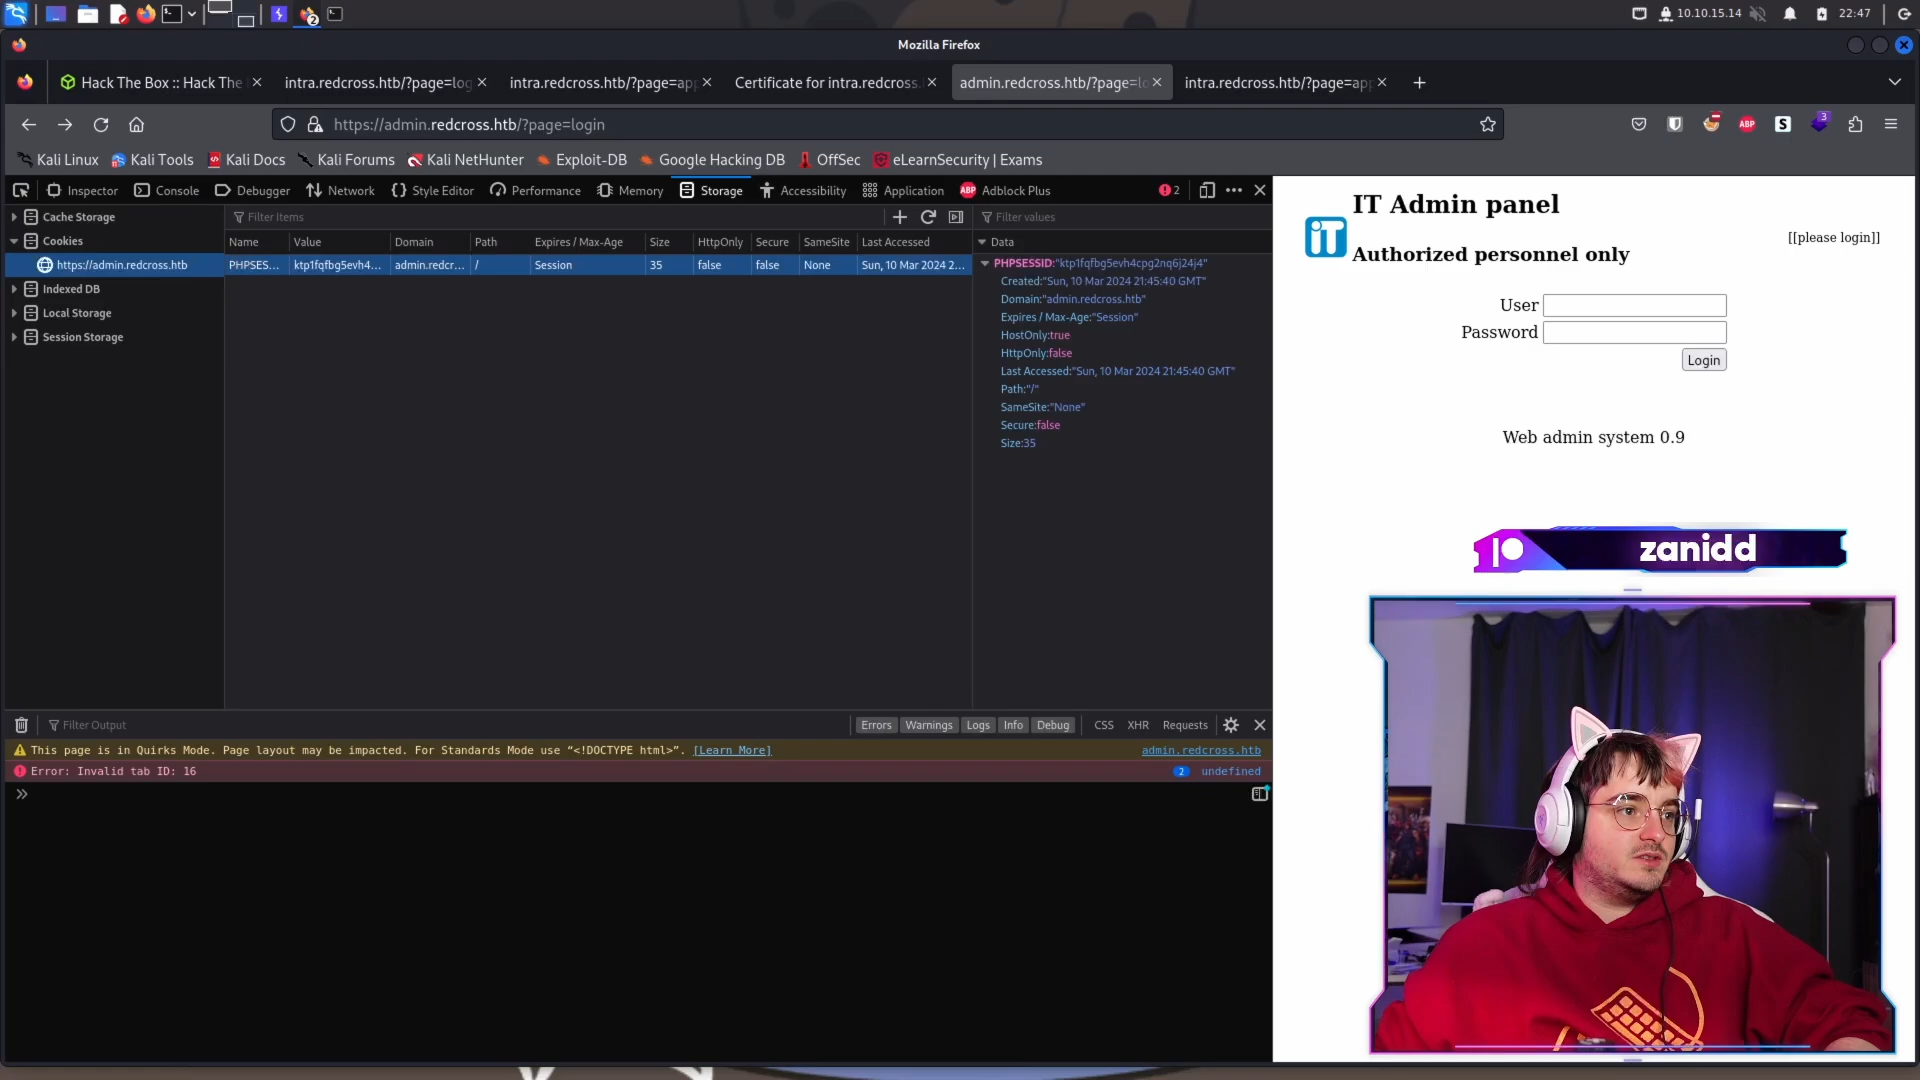 2
10.10.15.14
22:47
Mozilla Firefox
Hack The Box :: Hack The
intra.redcross.htb/?page=log
intra.redcross.htb/?page=app
Certificate for intra.redcross.
admin.redcross.htb/?page=lo
intra.redcross.htb/?page=app
https://admin.redcross.htb/?page=login
ABP
S
3
Kali Linux
Kali Tools
Kali Docs
Kali Forums
Kali NetHunter
Exploit-DB
Google Hacking DB
OffSec
eLearnSecurity | Exams
Inspector
Console
Debugger
Network
Style Editor
Performance
Memory
Storage
Accessibility
Application
ABP Adblock Plus
2
Cache Storage
Cookies
https://admin.redcross.htb
Indexed DB
Local Storage
Session Storage
Filter Items
Name Value Domain Path Expires / Max-Age Size HttpOnly Secure SameSite Last Accessed
PHPSES... ktp1fqfbg5evh4... admin.redcr... / Session 35 false false None Sun, 10 Mar 2024 2...
Filter values
Data
PHPSESSID:"ktp1fqfbg5evh4cpg2nq6j24j4"
Created:"Sun, 10 Mar 2024 21:45:40 GMT"
Domain:"admin.redcross.htb"
Expires / Max-Age:"Session"
HostOnly:true
HttpOnly:false
Last Accessed:"Sun, 10 Mar 2024 21:45:40 GMT"
Path:"/"
SameSite:"None"
Secure:false
Size:35
iT
IT Admin panel
Authorized personnel only
[[please login]]
User
Password
Login
Web admin system 0.9
zanidd
Filter Output
Errors
Warnings
Logs
Info
Debug
CSS
XHR
Requests
This page is in Quirks Mode. Page layout may be impacted. For Standards Mode use “<!DOCTYPE html>”. [Learn More]
admin.redcross.htb
Error: Invalid tab ID: 16
2 undefined